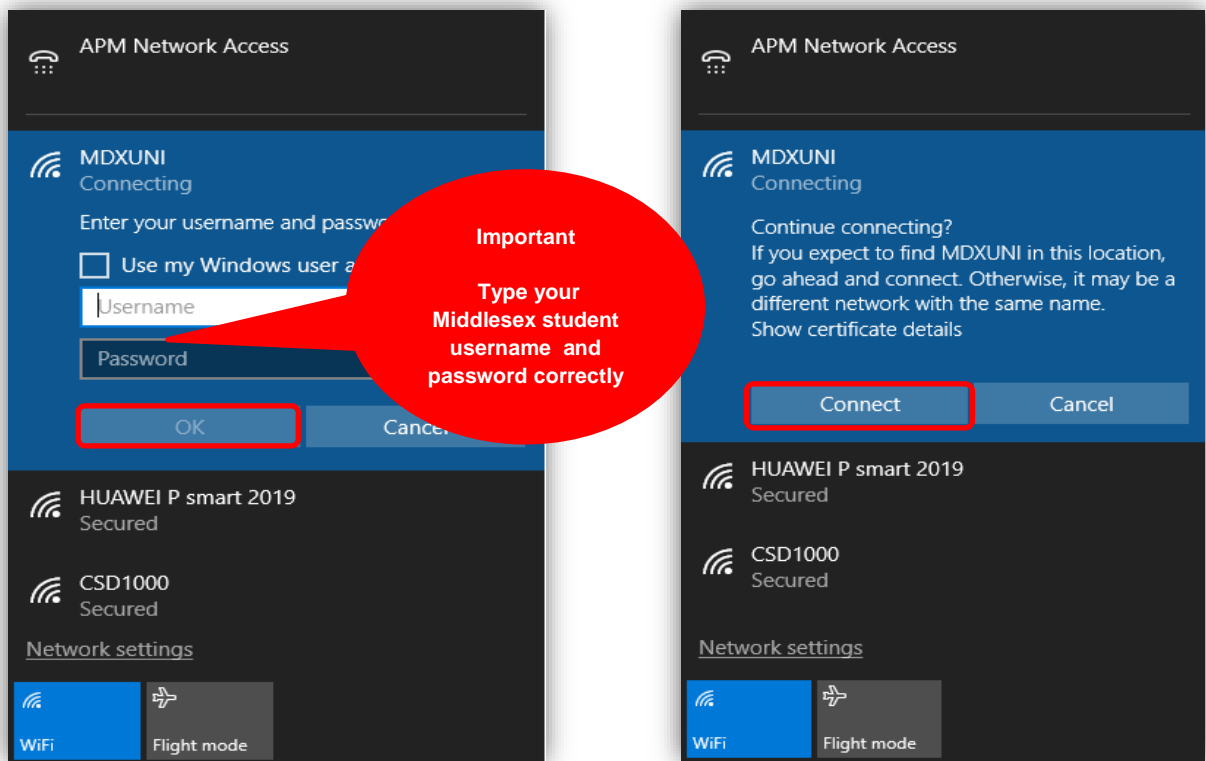 APM Network Access
MDXUNI
Connecting
Enter your username and passwo
Use my Windows user a
Username
Password
OK
Cancel
Important
Type your
Middlesex student
username and
password correctly
HUAWEI P smart 2019
Secured
CSD1000
Secured
Network settings
WiFi
Flight mode
APM Network Access
MDXUNI
Connecting
Continue connecting?
If you expect to find MDXUNI in this location,
go ahead and connect. Otherwise, it may be a
different network with the same name.
Show certificate details
Connect
Cancel
HUAWEI P smart 2019
Secured
CSD1000
Secured
Network settings
WiFi
Flight mode